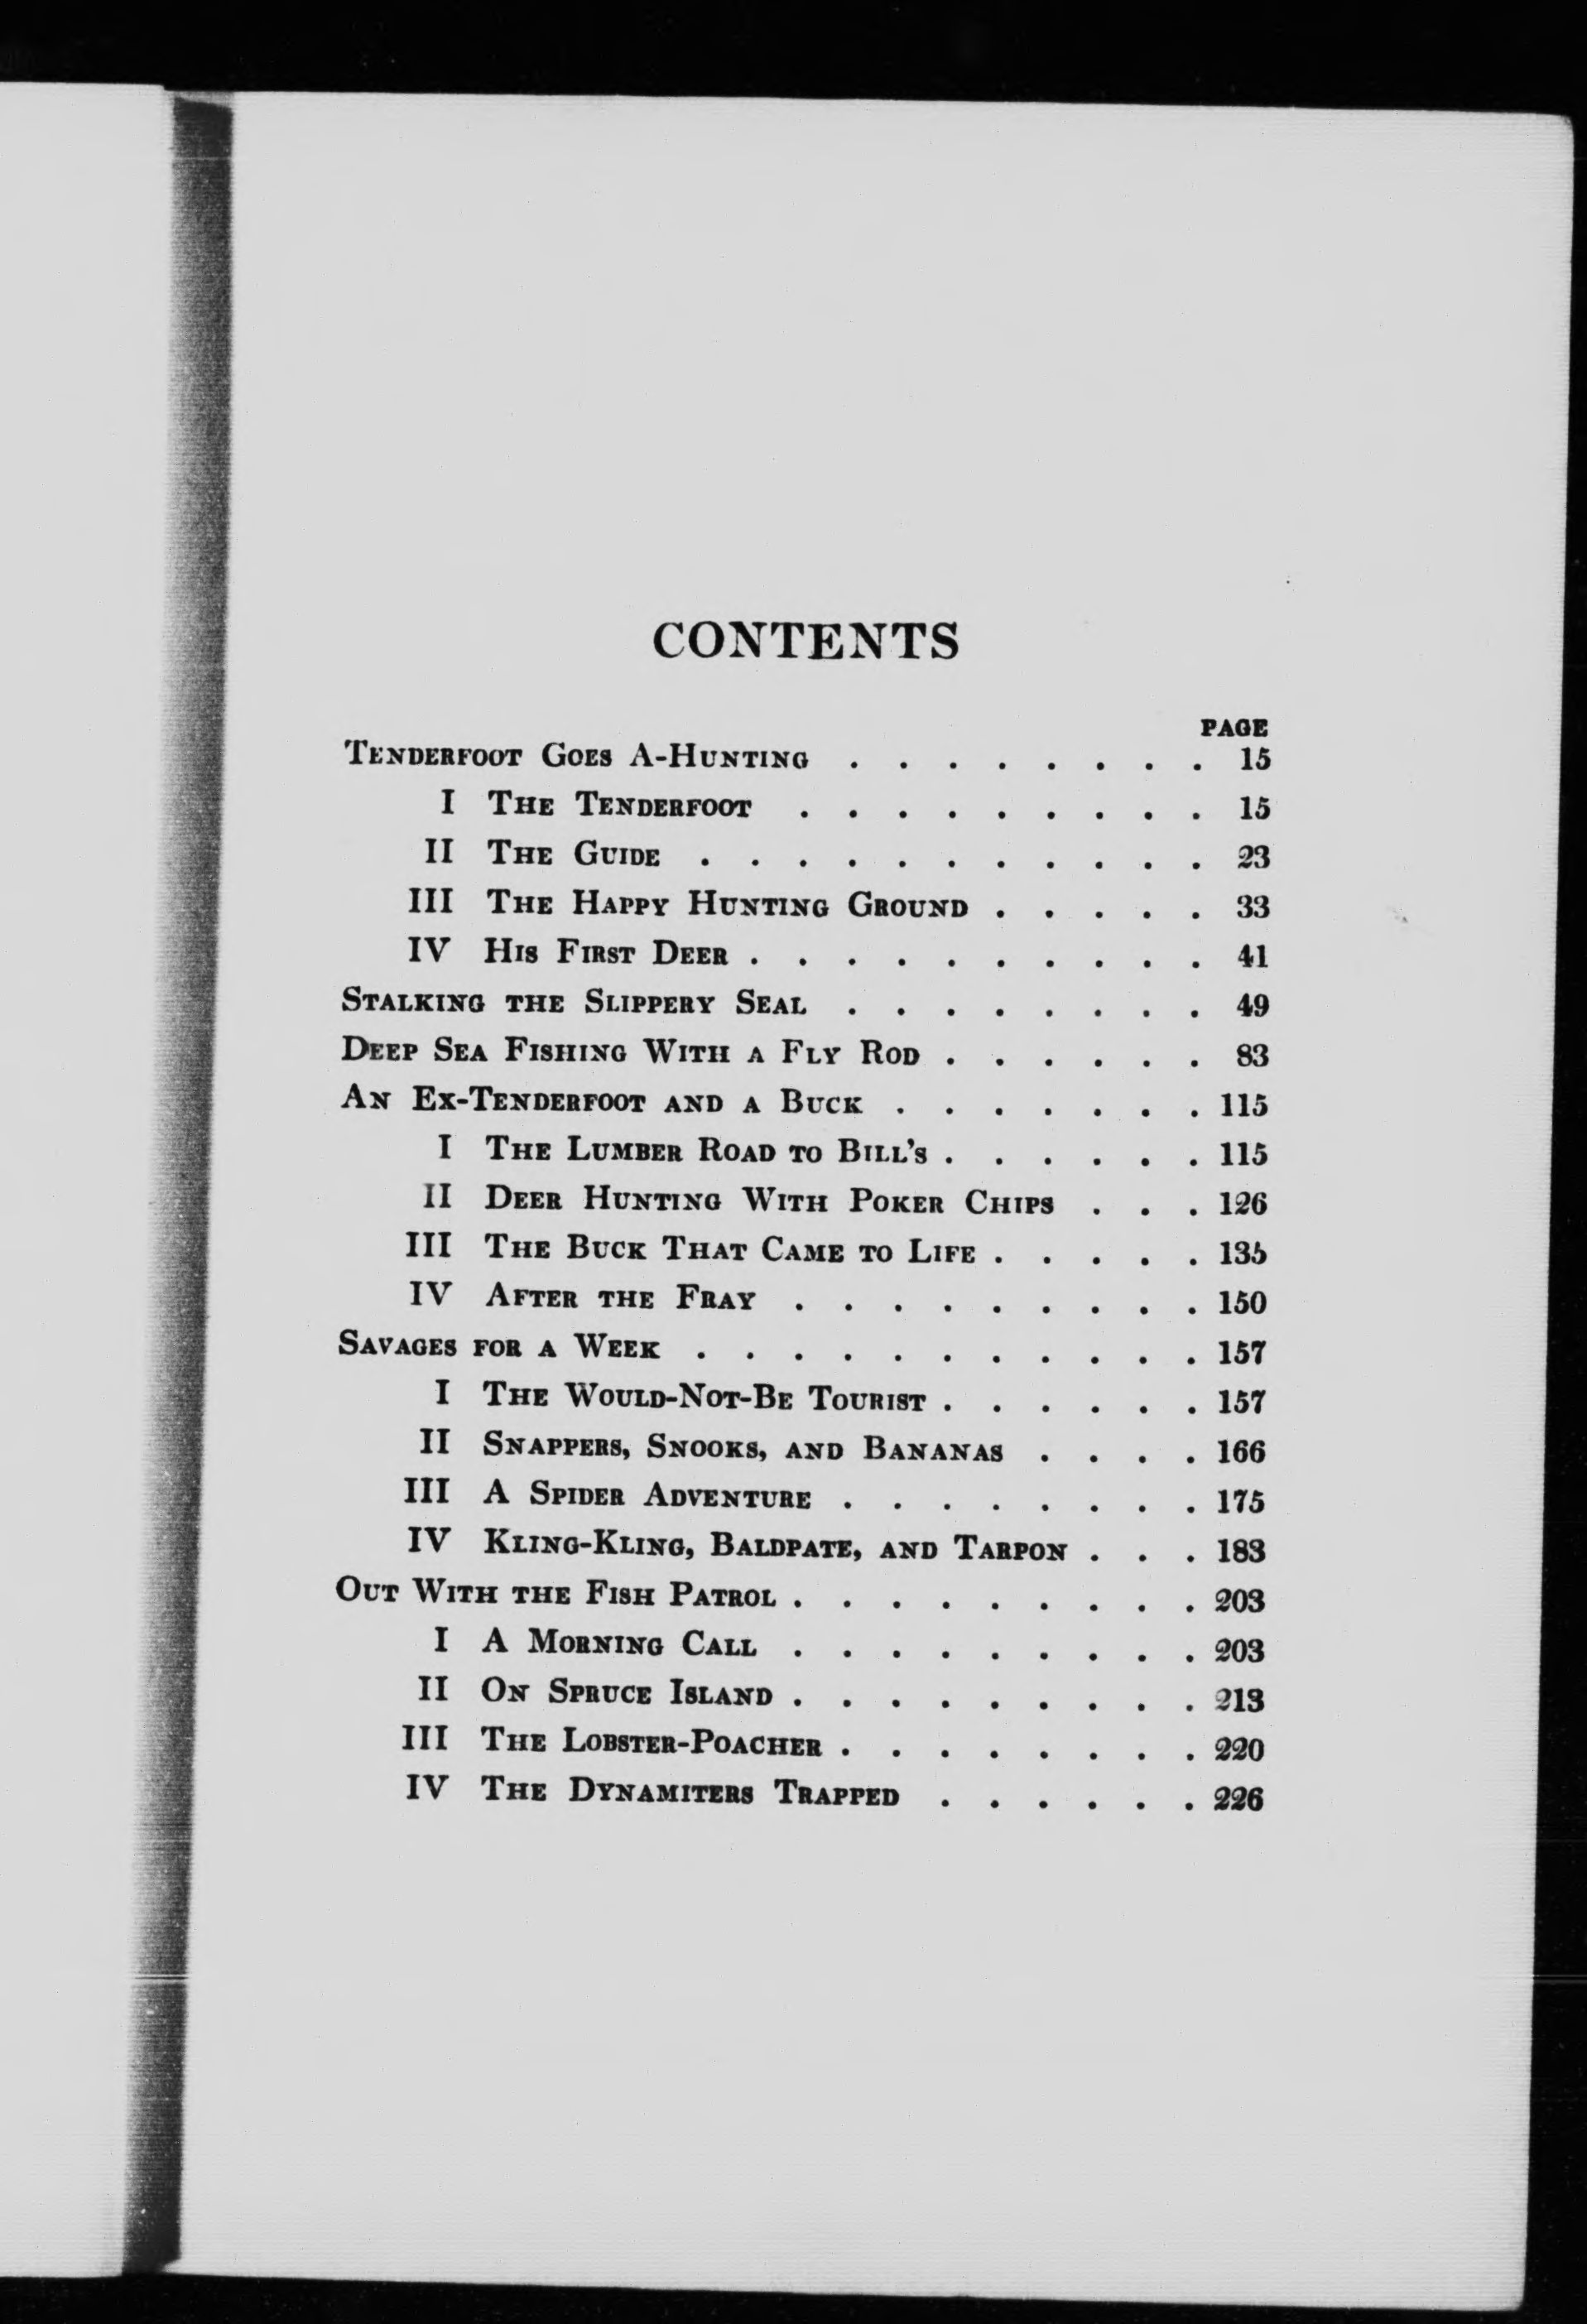 CONTENTS
PAGE
Tenderfoot Goes A-Hunting . . . . . . . . 15
I The Tenderfoot . . . . . . . . . 15
II The Guide . . . . . . . . . . . 23
III The Happy Hunting Ground . . . . . 33
IV His First Deer . . . . . . . . . . 41
Stalking the Slippery Seal . . . . . . . . 49
Deep Sea Fishing With a Fly Rod . . . . . . 83
An Ex-Tenderfoot and a Buck . . . . . . . 115
I The Lumber Road to Bill's . . . . . . 115
II Deer Hunting With Poker Chips . . . 126
III The Buck That Came to Life . . . . . 135
IV After the Fray . . . . . . . . . 150
Savages for a Week . . . . . . . . . . . 157
I The Would-Not-Be Tourist . . . . . . 157
II Snappers, Snooks, and Bananas . . . . 166
III A Spider Adventure . . . . . . . . 175
IV Kling-Kling, Baldpate, and Tarpon . . . 183
Out With the Fish Patrol . . . . . . . . . 203
I A Morning Call . . . . . . . . . 203
II On Spruce Island . . . . . . . . . 213
III The Lobster-Poacher . . . . . . . . 220
IV The Dynamiters Trapped . . . . . . 226